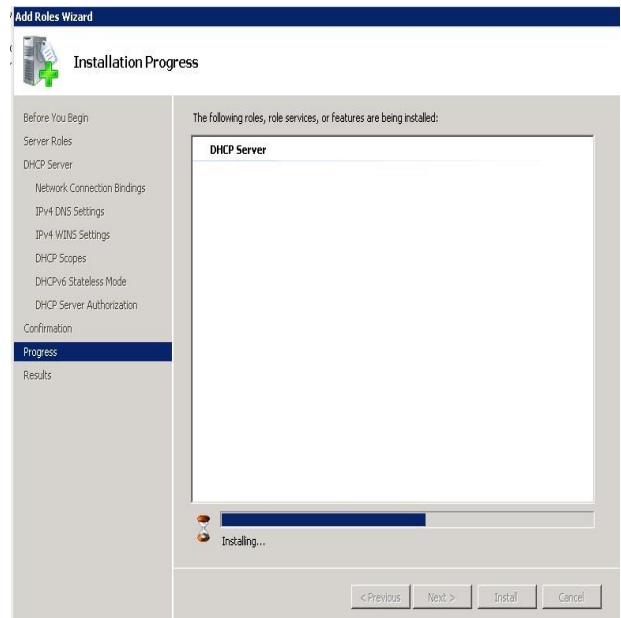 Add Roles Wizard
Installation Progress
Before You Begin
Server Roles
DHCP Server
Network Connection Bindings
IPv4 DNS Settings
IPv4 WINS Settings
DHCP Scopes
DHCPv6 Stateless Mode
DHCP Server Authorization
Confirmation
Progress
Results
The following roles, role services, or features are being installed:
DHCP Server
Installing...
< Previous
Next >
Install
Cancel